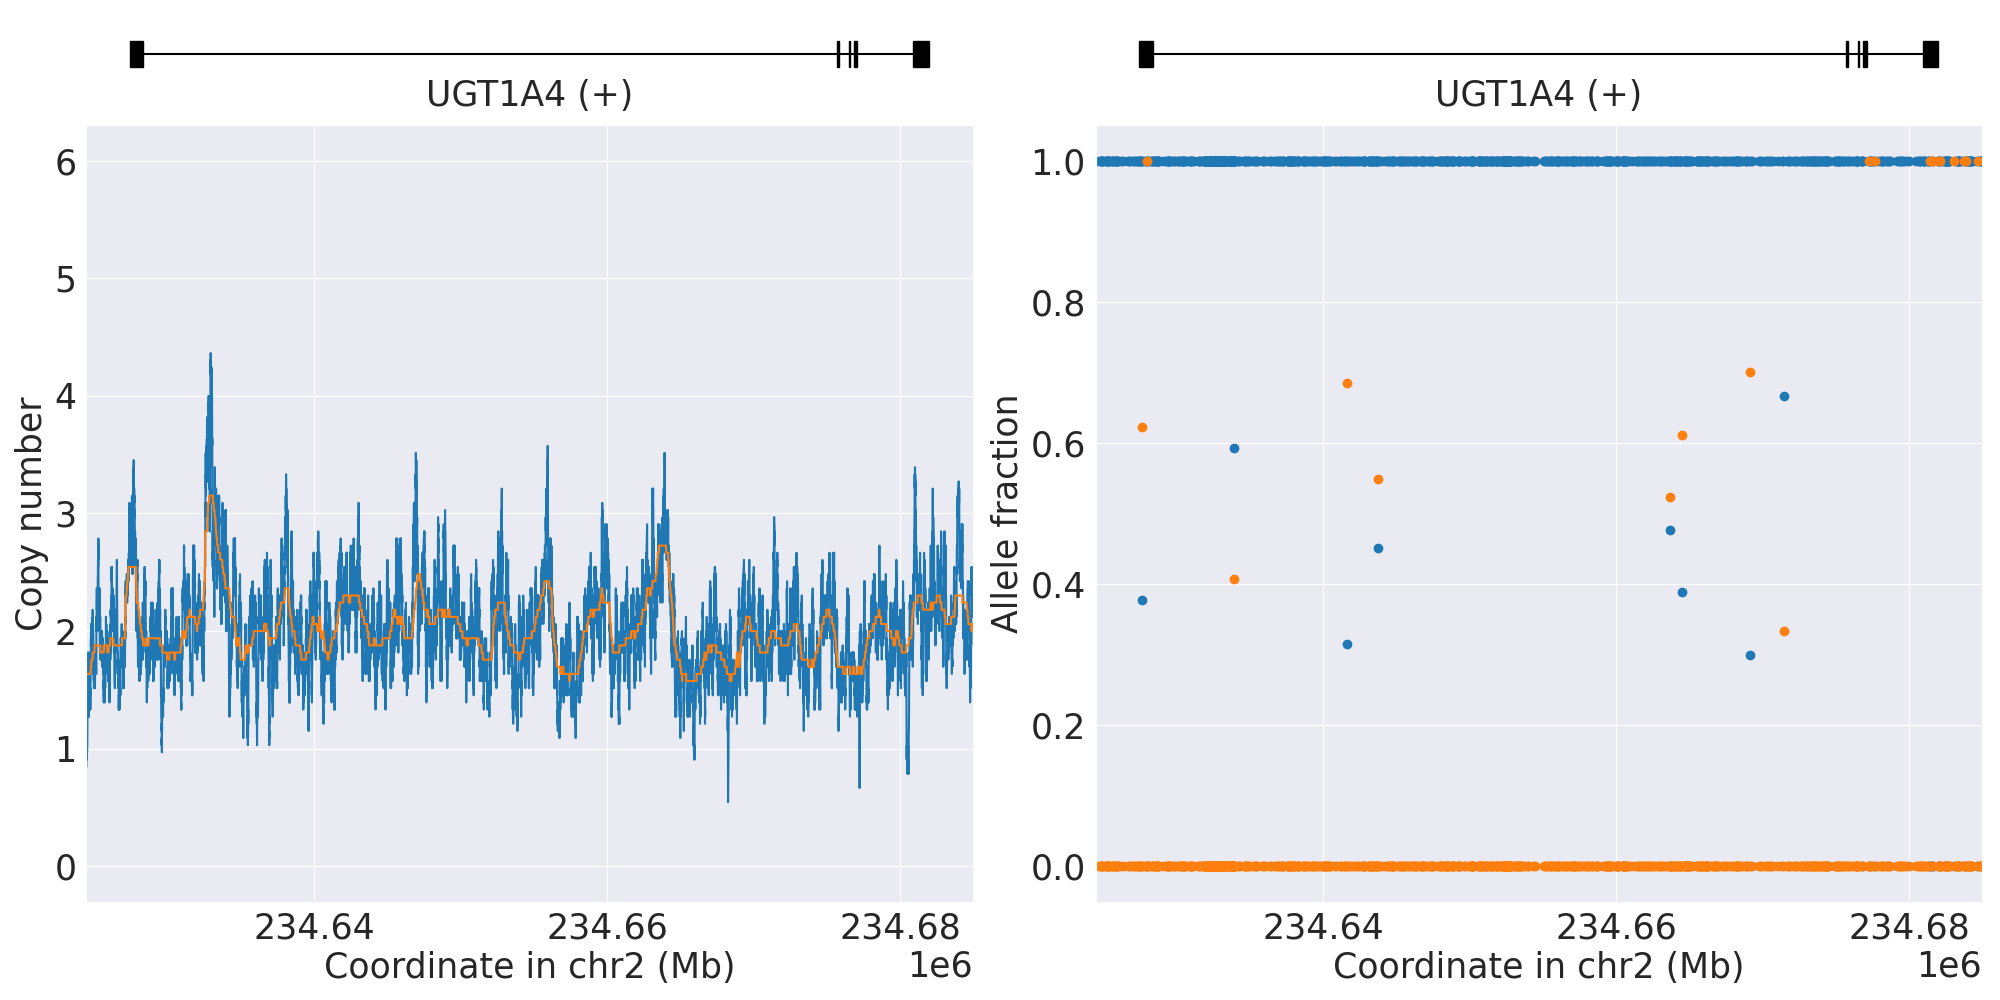 UGT1A4 (+)
6
5
4
3
2
1
0
Copy number
234.64
234.66
234.68
Coordinate in chr2 (Mb)
1e6
UGT1A4 (+)
1.0
0.8
0.6
0.4
0.2
0.0
Allele fraction
234.64
234.66
234.68
Coordinate in chr2 (Mb)
1e6